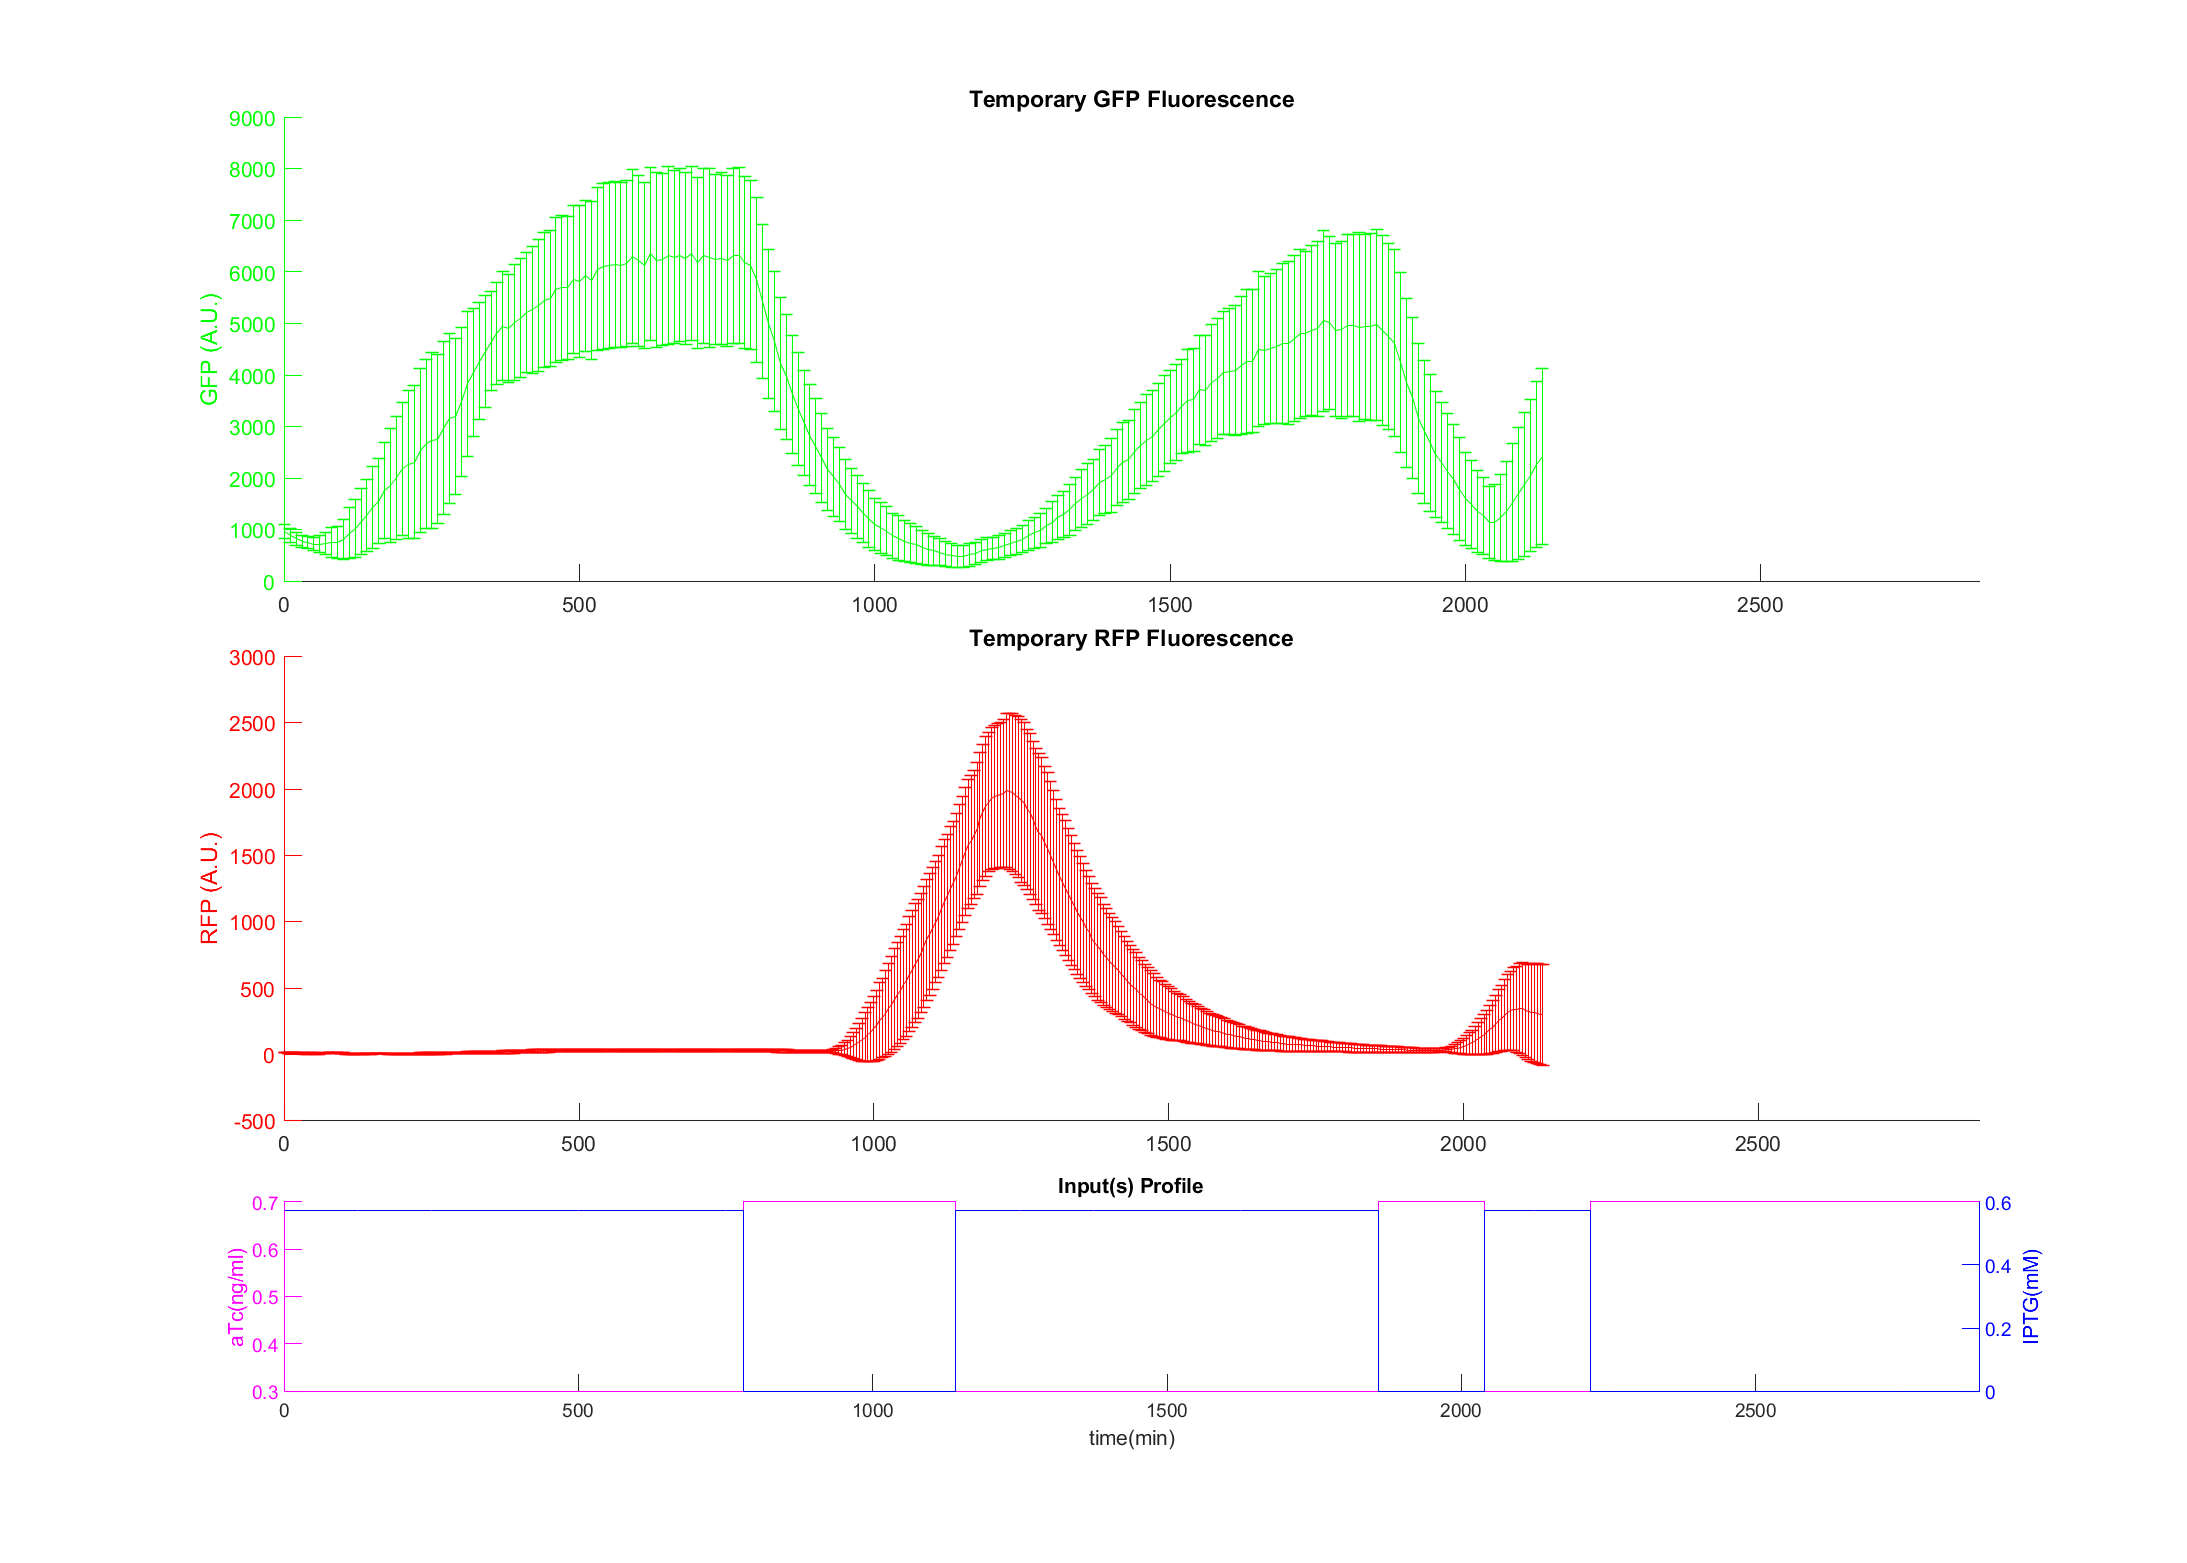 Temporary GFP Fluorescence
9000
8000
7000
6000
5000
4000
3000
2000
1000
0
GFP (A.U.)
0 500 1000 1500 2000 2500
Temporary RFP Fluorescence
3000
2500
2000
1500
1000
500
0
-500
RFP (A.U.)
0 500 1000 1500 2000 2500
Input(s) Profile
0.7
0.6
0.5
0.4
0.3
aTc(ng/ml)
0.6
0.4
0.2
0
IPTG(mM)
0 500 1000 1500 2000 2500
time(min)